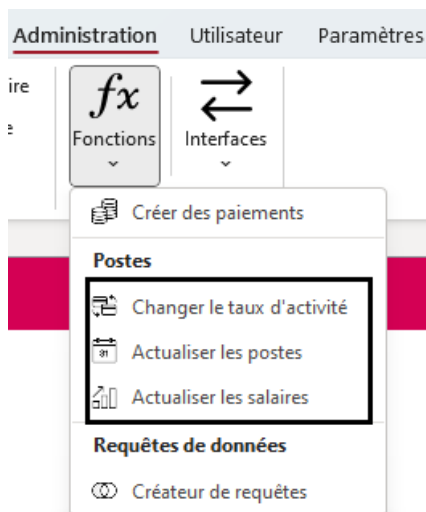 Administration Utilisateur Paramètres
ire
Fonctions Interfaces
Créer des paiements
Postes
Changer le taux d'activité
31
Actualiser les postes
Actualiser les salaires
Requêtes de données
Créateur de requêtes